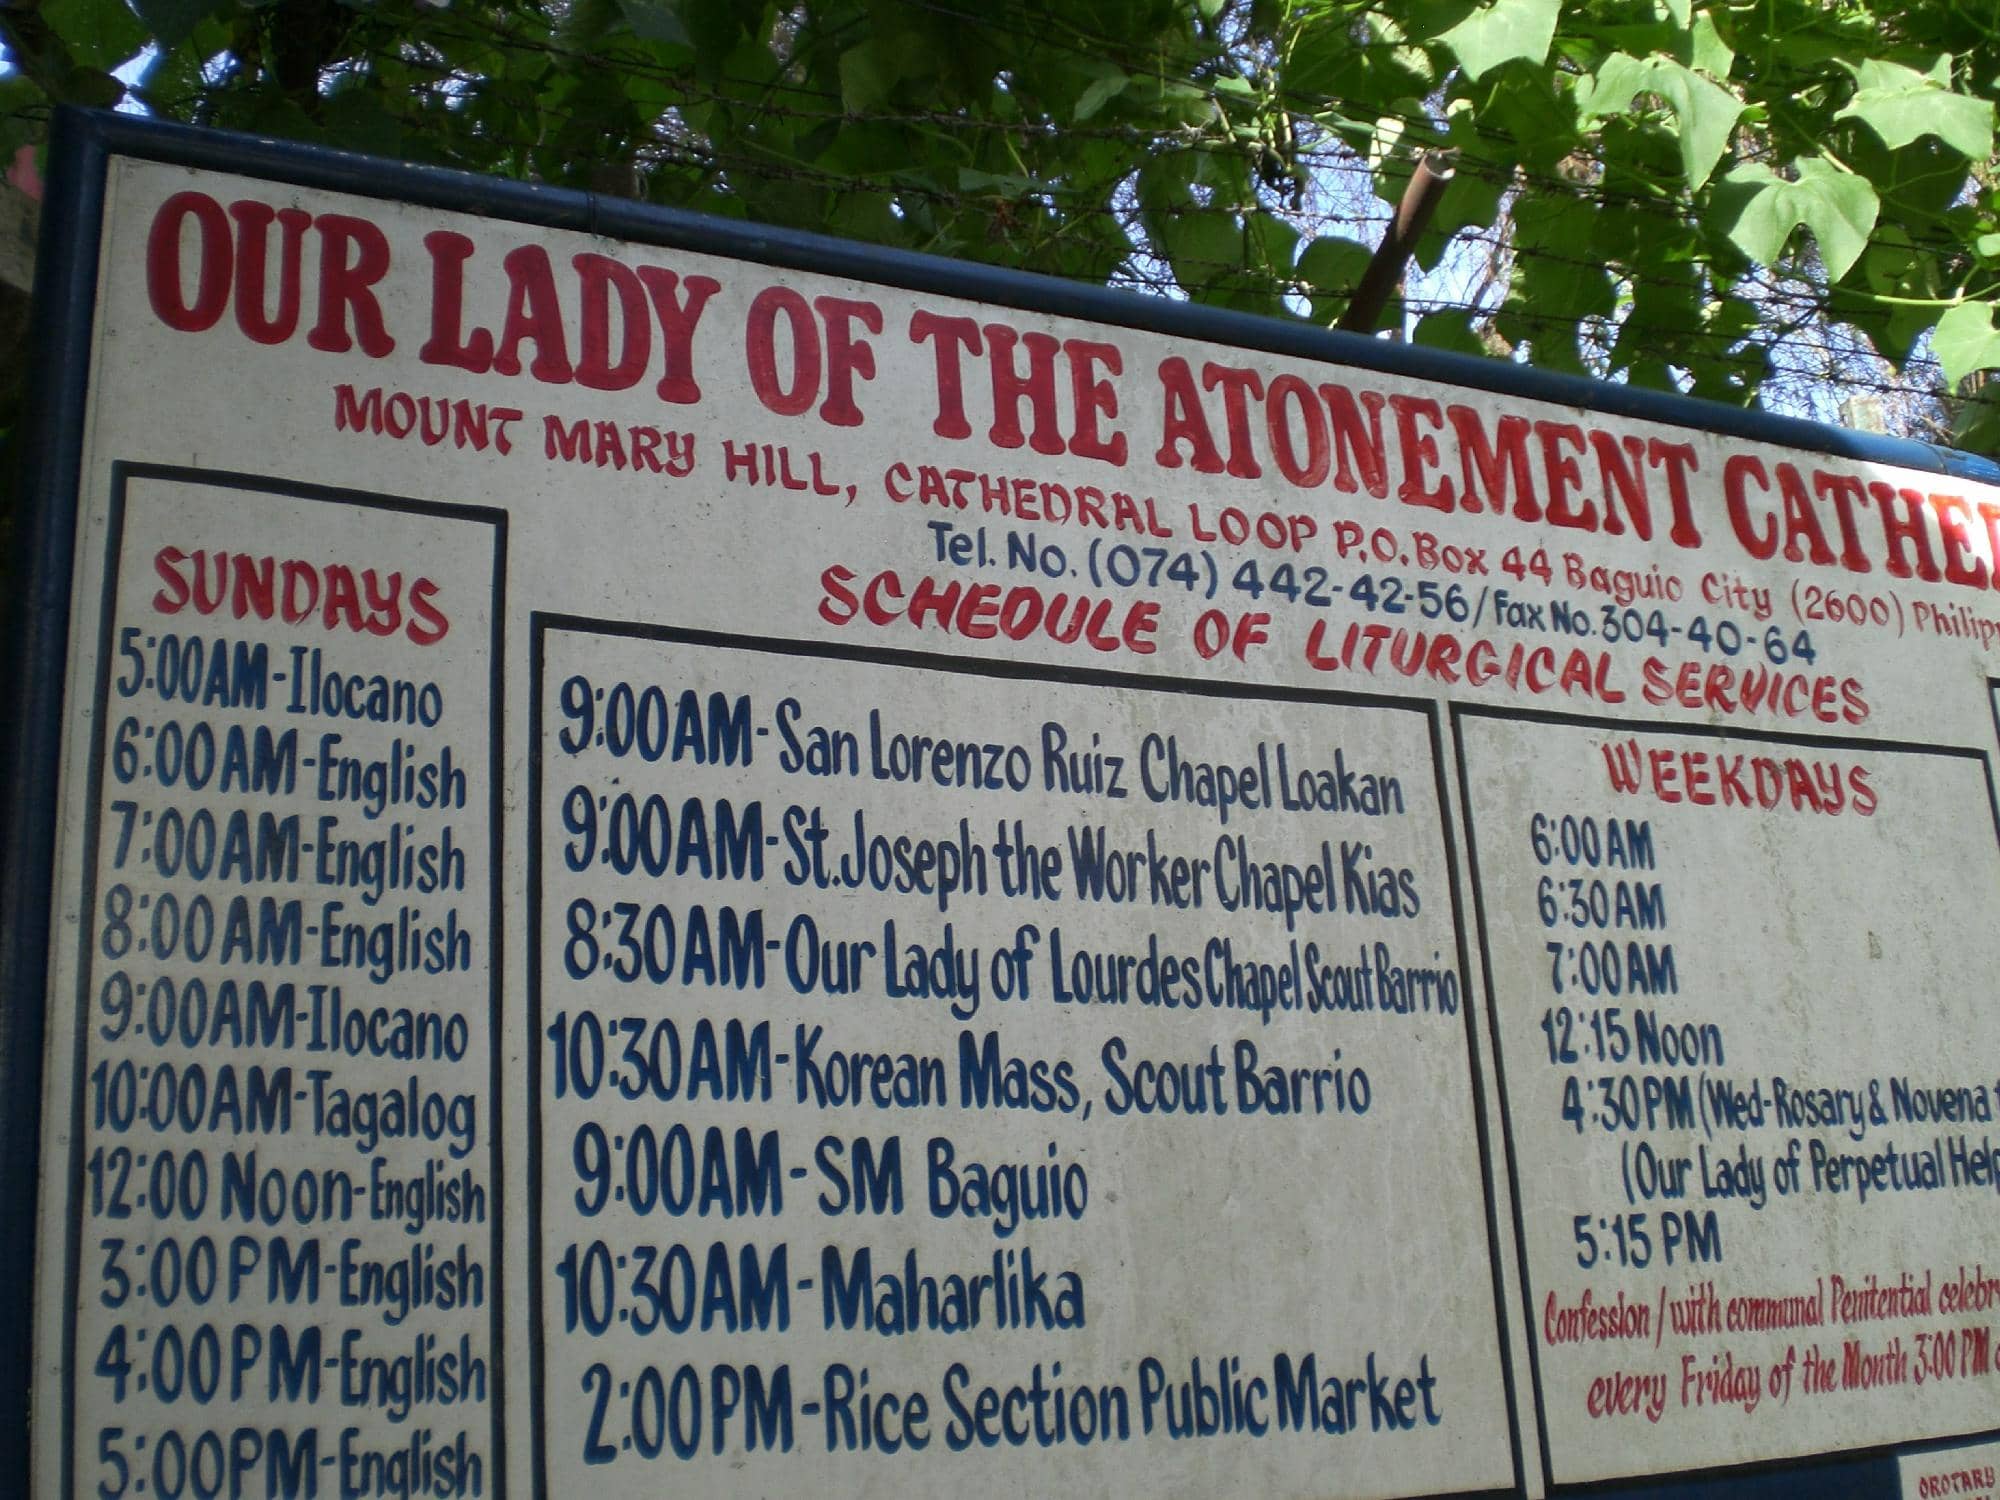 OUR LADY OF THE ATONEMENT
MOUNT MARY HILL, CATHEDRAL LOOP P.O. Box 44 Baguio City (2600)
Tel. No. (074) 442-42-56/Fax No. 304-40-64
SCHEDULE OF LITURGICAL SERVICES
SUNDAYS
5:00AM-Ilocano
6:00AM-English
7:00AM-English
8:00AM-English
9:00AM-Ilocano
10:00AM-Tagalog
12:00 Noon-English
3:00PM-English
4:00PM-English
5:00PM-English
9:00AM-San Lorenzo Ruiz Chapel Loakan
9:00AM-St. Joseph the Worker Chapel Kias
8:30AM-Our Lady of Lourdes Chapel Scout Barrio
10:30AM-Korean Mass, Scout Barrio
9:00AM-SM Baguio
10:30AM-Maharlika
2:00PM-Rice Section Public Market
WEEKDAYS
6:00AM
6:30AM
7:00AM
12:15 Noon
4:30PM (Wed-Rosary & Novena
(Our Lady of Perpetual Help
5:15 PM
Confession/with communal Penitential
every Friday of the Month 3:00 PM